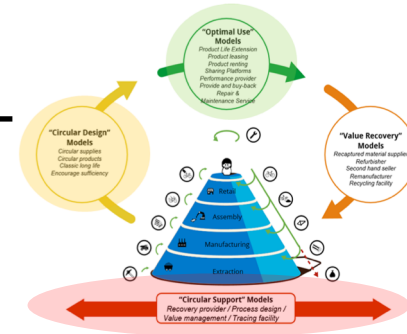 "Optimal Use"
Models
Product Life Extension
Product leasing
Product renting
Sharing Platforms
Performance provider
Provide and buy-back
Repair &
Maintenance Service
"Circular Design"
Models
Circular supplies
Circular products
Classic long life
Encourage sufficiency
"Value Recovery"
Models
Recaptured material supplier
Refurbisher
Second hand seller
Remanufacturer
Recycling facility
Retail
Assembly
Manufacturing
Extraction
"Circular Support" Models
Recovery provider / Process design /
Value management / Tracing facility